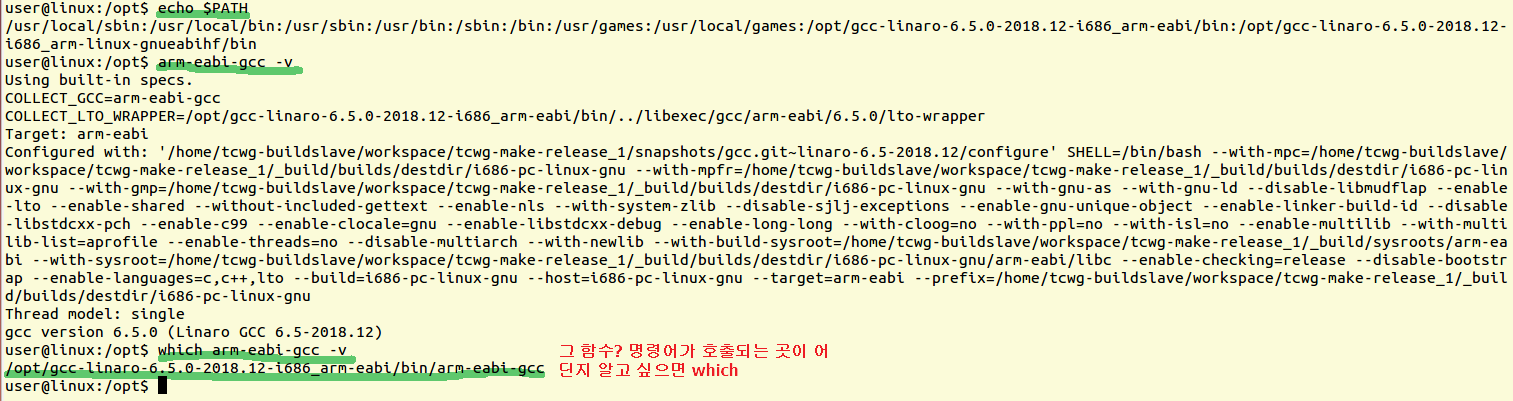 user@linux:/opt$ echo $PATH
/usr/local/sbin:/usr/local/bin:/usr/sbin:/usr/bin:/sbin:/bin:/usr/games:/usr/local/games:/opt/gcc-linaro-6.5.0-2018.12-i686_arm-eabi/bin:/opt/gcc-linaro-6.5.0-2018.12-
i686_arm-linux-gnueabihf/bin
user@linux:/opt$ arm-eabi-gcc -v
Using built-in specs.
COLLECT_GCC=arm-eabi-gcc
COLLECT_LTO_WRAPPER=/opt/gcc-linaro-6.5.0-2018.12-i686_arm-eabi/bin/../libexec/gcc/arm-eabi/6.5.0/lto-wrapper
Target: arm-eabi
Configured with: '/home/tcwg-buildslave/workspace/tcwg-make-release_1/snapshots/gcc.git~linaro-6.5-2018.12/configure' SHELL=/bin/bash --with-mpc=/home/tcwg-buildslave/
workspace/tcwg-make-release_1/_build/builds/destdir/i686-pc-linux-gnu --with-mpfr=/home/tcwg-buildslave/workspace/tcwg-make-release_1/_build/builds/destdir/i686-pc-lin
ux-gnu --with-gmp=/home/tcwg-buildslave/workspace/tcwg-make-release_1/_build/builds/destdir/i686-pc-linux-gnu --with-gnu-as --with-gnu-ld --disable-libmudflap --enable
-lto --enable-shared --without-included-gettext --enable-nls --with-system-zlib --disable-sjlj-exceptions --enable-gnu-unique-object --enable-linker-build-id --disable
-libstdcxx-pch --enable-c99 --enable-clocale=gnu --enable-libstdcxx-debug --enable-long-long --with-cloog=no --with-ppl=no --with-isl=no --enable-multilib --with-multi
lib-list=aprofile --enable-threads=no --disable-multiarch --with-newlib --with-build-sysroot=/home/tcwg-buildslave/workspace/tcwg-make-release_1/_build/sysroots/arm-ea
bi --with-sysroot=/home/tcwg-buildslave/workspace/tcwg-make-release_1/_build/builds/destdir/i686-pc-linux-gnu/arm-eabi/libc --enable-checking=release --disable-bootstr
ap --enable-languages=c,c++,lto --build=i686-pc-linux-gnu --host=i686-pc-linux-gnu --target=arm-eabi --prefix=/home/tcwg-buildslave/workspace/tcwg-make-release_1/_buil
d/builds/destdir/i686-pc-linux-gnu
Thread model: single
gcc version 6.5.0 (Linaro GCC 6.5-2018.12)
user@linux:/opt$ which arm-eabi-gcc -v
그 함수? 명령어가 호출되는 곳이 어
/opt/gcc-linaro-6.5.0-2018.12-i686_arm-eabi/bin/arm-eabi-gcc
딘지 알고 싶으면 which
user@linux:/opt$